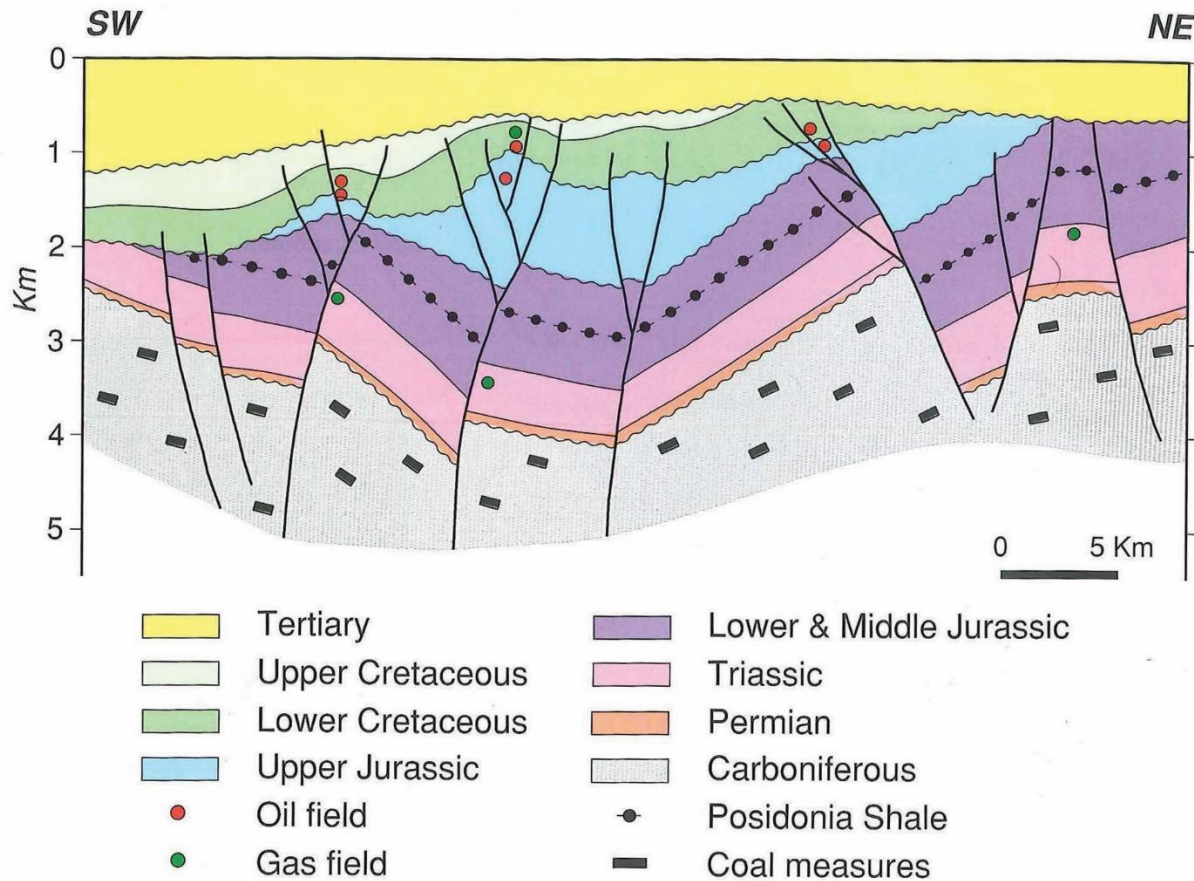 SW
NE
0
1
2
Km
3
4
5
0 5 Km
Tertiary
Upper Cretaceous
Lower Cretaceous
Upper Jurassic
Oil field
Gas field
Lower & Middle Jurassic
Triassic
Permian
Carboniferous
Posidonia Shale
Coal measures